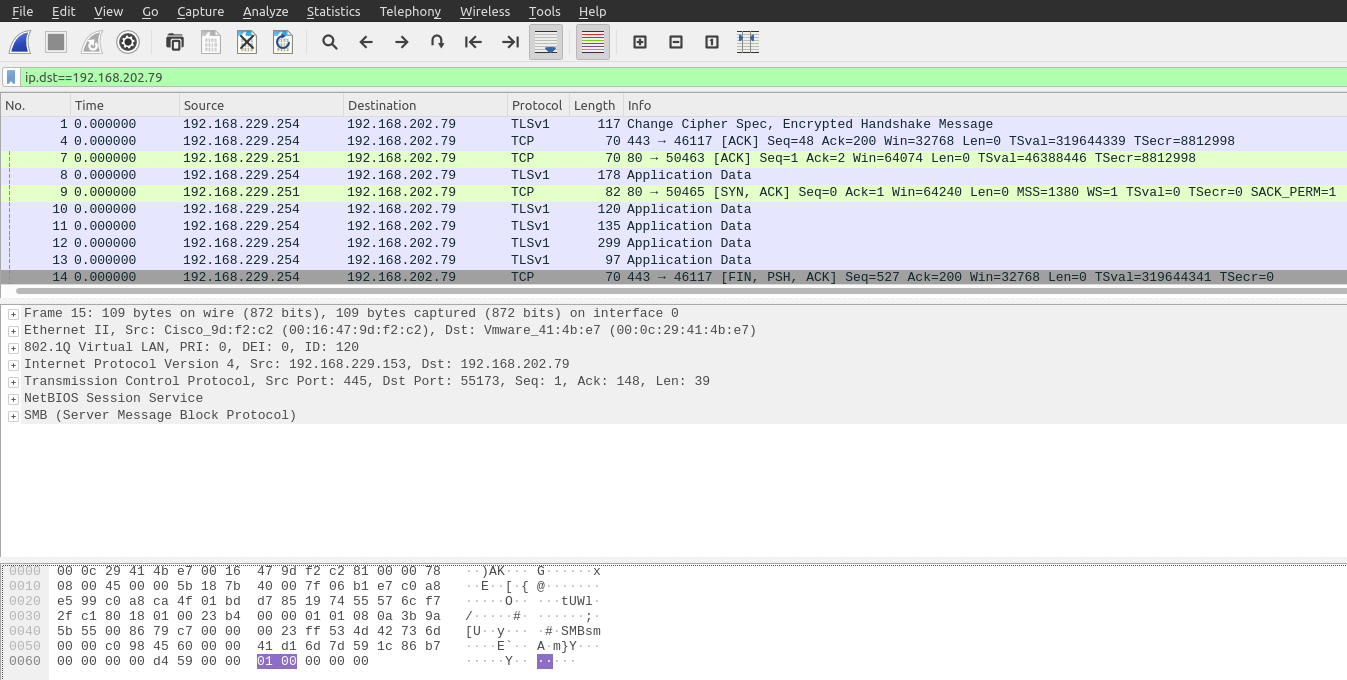 File Edit View Go Capture Analyze Statistics Telephony Wireless Tools Help
ip.dst==192.168.202.79
No. Time Source Destination Protocol Length Info
1 0.000000 192.168.229.254 192.168.202.79 TLSv1 117 Change Cipher Spec, Encrypted Handshake Message
4 0.000000 192.168.229.254 192.168.202.79 TCP 70 443 → 46117 [ACK] Seq=48 Ack=200 Win=32768 Len=0 TSval=319644339 TSecr=8812998
7 0.000000 192.168.229.251 192.168.202.79 TCP 70 80 → 50463 [ACK] Seq=1 Ack=2 Win=64074 Len=0 TSval=46388446 TSecr=8812998
8 0.000000 192.168.229.254 192.168.202.79 TLSv1 178 Application Data
9 0.000000 192.168.229.251 192.168.202.79 TCP 82 80 → 50465 [SYN, ACK] Seq=0 Ack=1 Win=64240 Len=0 MSS=1380 WS=1 TSval=0 TSecr=0 SACK_PERM=1
10 0.000000 192.168.229.254 192.168.202.79 TLSv1 120 Application Data
11 0.000000 192.168.229.254 192.168.202.79 TLSv1 135 Application Data
12 0.000000 192.168.229.254 192.168.202.79 TLSv1 299 Application Data
13 0.000000 192.168.229.254 192.168.202.79 TLSv1 97 Application Data
14 0.000000 192.168.229.254 192.168.202.79 TCP 70 443 → 46117 [FIN, PSH, ACK] Seq=527 Ack=200 Win=32768 Len=0 TSval=319644341 TSecr=0
Frame 15: 109 bytes on wire (872 bits), 109 bytes captured (872 bits) on interface 0
Ethernet II, Src: Cisco_9d:f2:c2 (00:16:47:9d:f2:c2), Dst: Vmware_41:4b:e7 (00:0c:29:41:4b:e7)
802.1Q Virtual LAN, PRI: 0, DEI: 0, ID: 120
Internet Protocol Version 4, Src: 192.168.229.153, Dst: 192.168.202.79
Transmission Control Protocol, Src Port: 445, Dst Port: 55173, Seq: 1, Ack: 148, Len: 39
NetBIOS Session Service
SMB (Server Message Block Protocol)
0000 00 0c 29 41 4b e7 00 16 47 9d f2 c2 81 00 00 78 ··)AK··· G······x
0010 08 00 45 00 00 5b 18 7b 40 00 7f 06 b1 e7 c0 a8 ··E··[·{ @·······
0020 e5 99 c0 a8 ca 4f 01 bd d7 85 19 74 55 57 6c f7 ·····O·· ···tUWl·
0030 2f c1 80 18 01 00 23 b4 00 00 01 01 08 0a 3b 9a /·····#· ······;·
0040 5b 55 00 86 79 c7 00 00 00 23 ff 53 4d 42 73 6d [U··y··· ·#·SMBsm
0050 00 00 c0 98 45 60 00 00 41 d1 6d 7d 59 1c 86 b7 ····E`·· A·m}Y···
0060 00 00 00 00 d4 59 00 00 01 00 00 00 00 ·····Y·· ·····